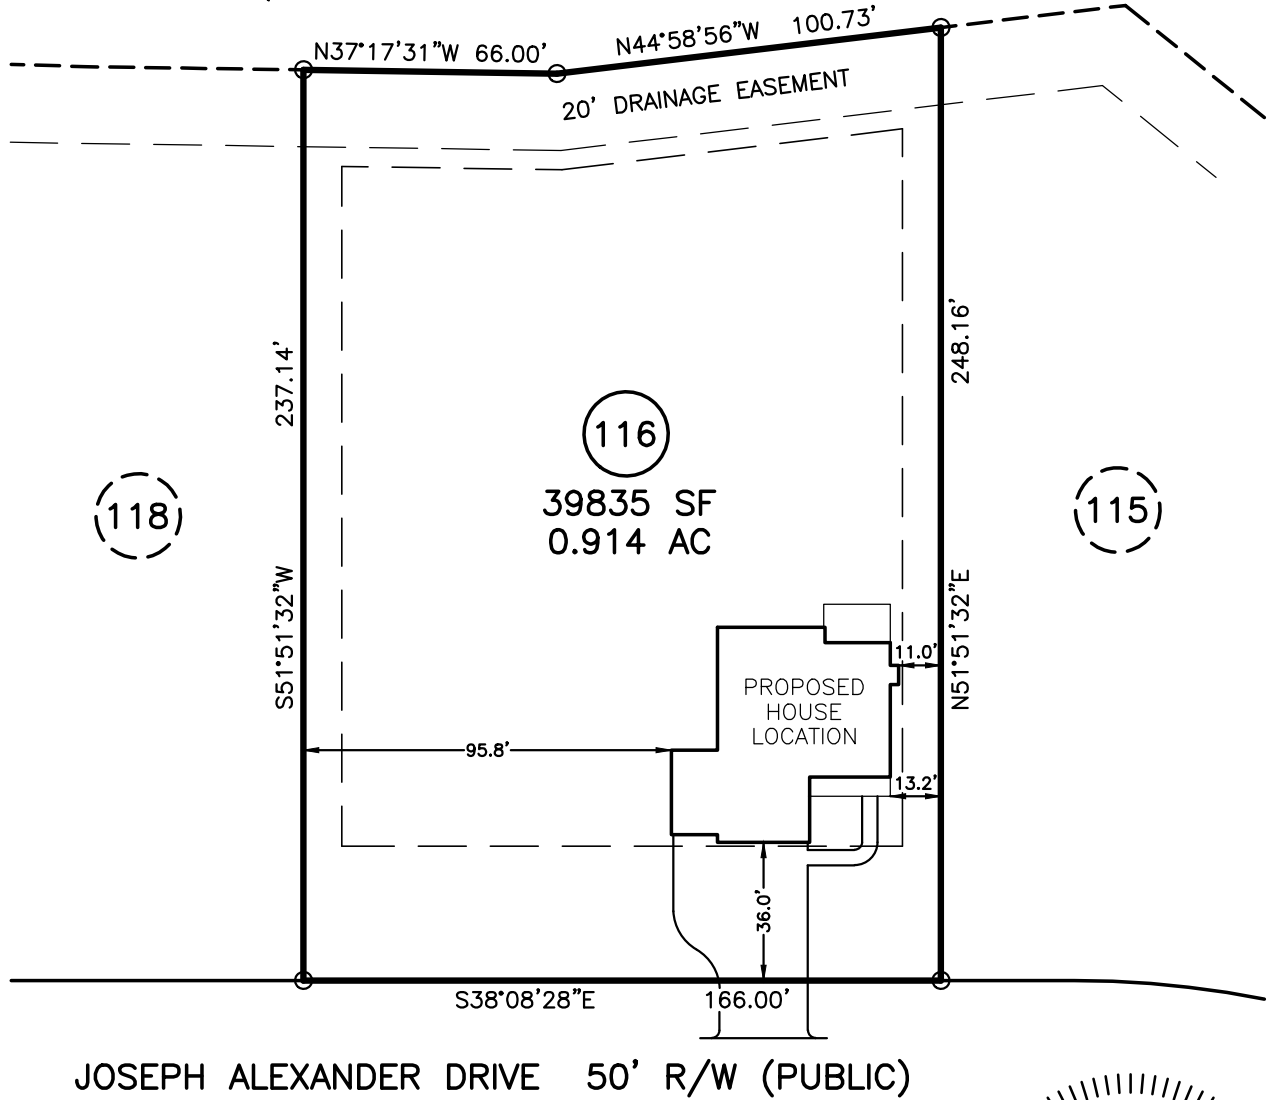 N37°17'31"W 66.00'
N44°58'56"W 100.73'
20' DRAINAGE EASEMENT
237.14'
S51°51'32"W
248.16'
N51°51'32"E
116
39835 SF
0.914 AC
118
115
PROPOSED
HOUSE
LOCATION
11.0'
95.8'
13.2'
36.0'
S38°08'28"E 166.00'
JOSEPH ALEXANDER DRIVE 50' R/W (PUBLIC)